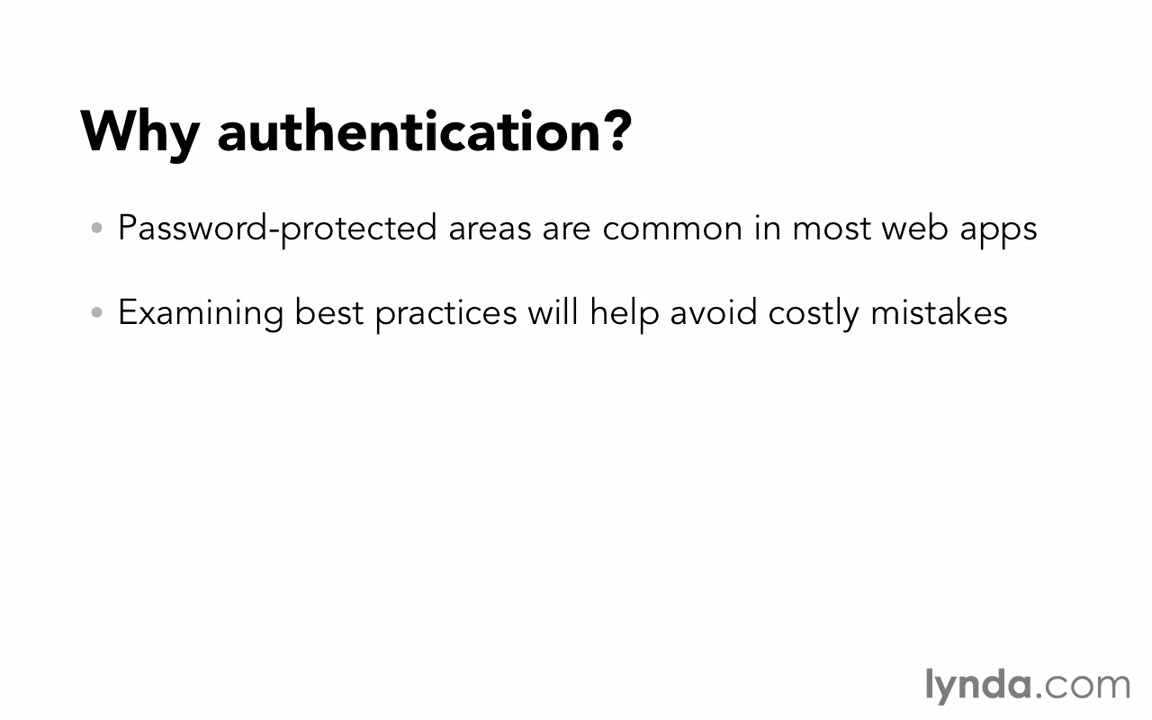 Why authentication?
• Password-protected areas are common in most web apps
• Examining best practices will help avoid costly mistakes
lynda.com